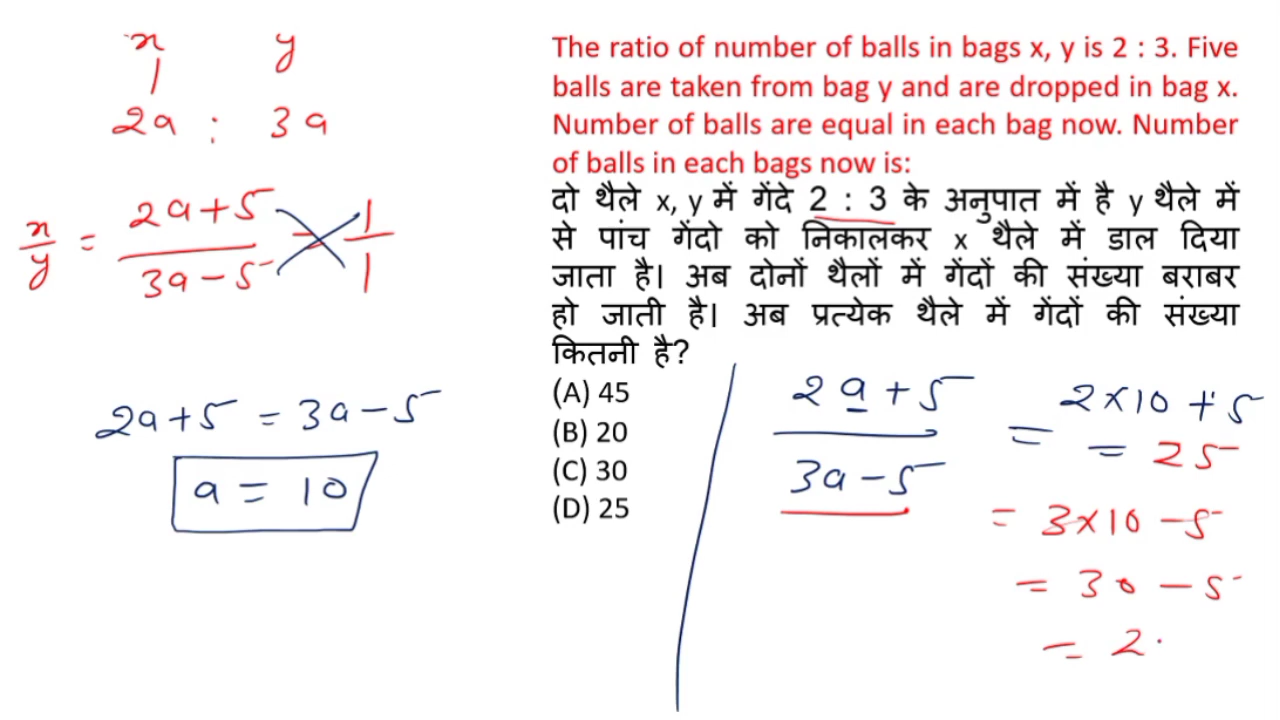 x y
2a : 3a
x/y = 2a+5/3a-5 = 1/1
2a+5 = 3a-5
a = 10
The ratio of number of balls in bags x, y is 2 : 3. Five
balls are taken from bag y and are dropped in bag x.
Number of balls are equal in each bag now. Number
of balls in each bags now is:
दो थैले x, y में गेंदे 2 : 3 के अनुपात में है y थैले में
से पांच गेंदो को निकालकर x थैले में डाल दिया
जाता है। अब दोनों थैलों में गेंदों की संख्या बराबर
हो जाती है। अब प्रत्येक थैले में गेंदों की संख्या
कितनी है?
(A) 45
(B) 20
(C) 30
(D) 25
2a+5
3a-5
= 2×10+5
= 25
= 3×10-5
= 30-5
= 2